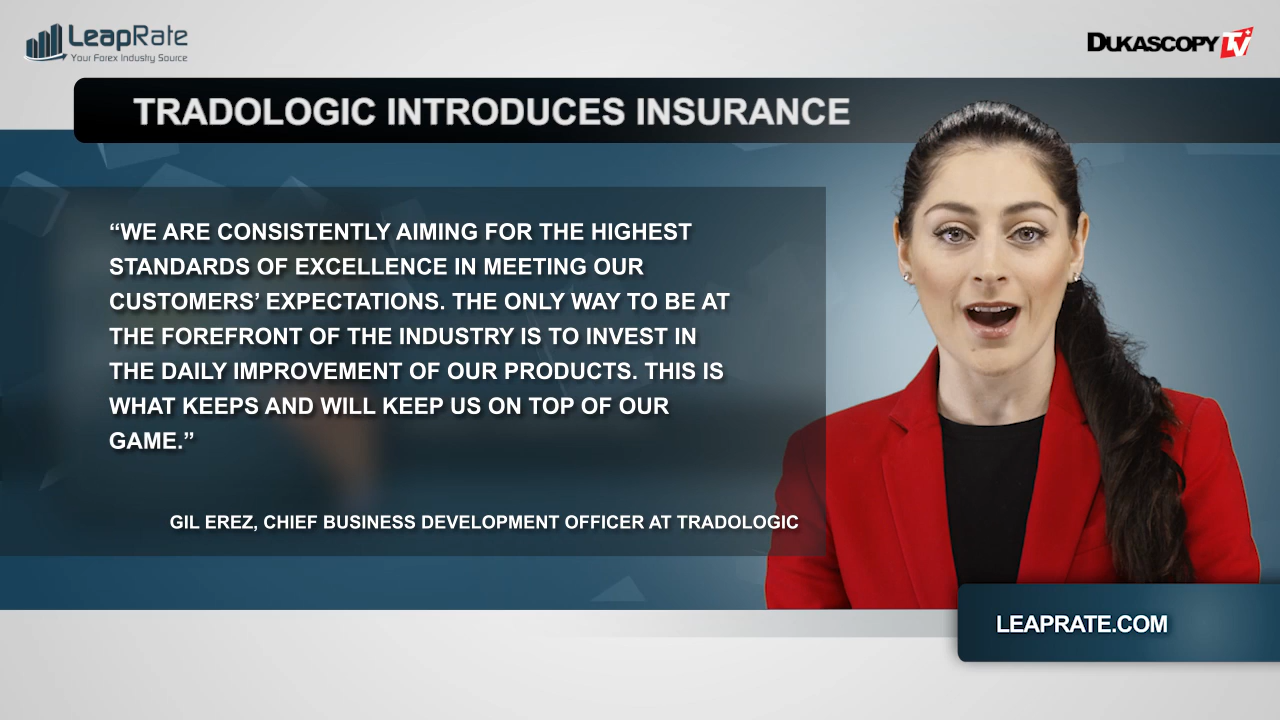 LeapRate
Your Forex Industry Source
DUKASCOPY TV
TRADOLOGIC INTRODUCES INSURANCE
“WE ARE CONSISTENTLY AIMING FOR THE HIGHEST
STANDARDS OF EXCELLENCE IN MEETING OUR
CUSTOMERS’ EXPECTATIONS. THE ONLY WAY TO BE AT
THE FOREFRONT OF THE INDUSTRY IS TO INVEST IN
THE DAILY IMPROVEMENT OF OUR PRODUCTS. THIS IS
WHAT KEEPS AND WILL KEEP US ON TOP OF OUR
GAME.”
GIL EREZ, CHIEF BUSINESS DEVELOPMENT OFFICER AT TRADOLOGIC
LEAPRATE.COM